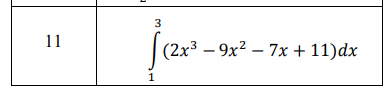 11
3
∫(2x³ – 9x² – 7x + 11)dx
1